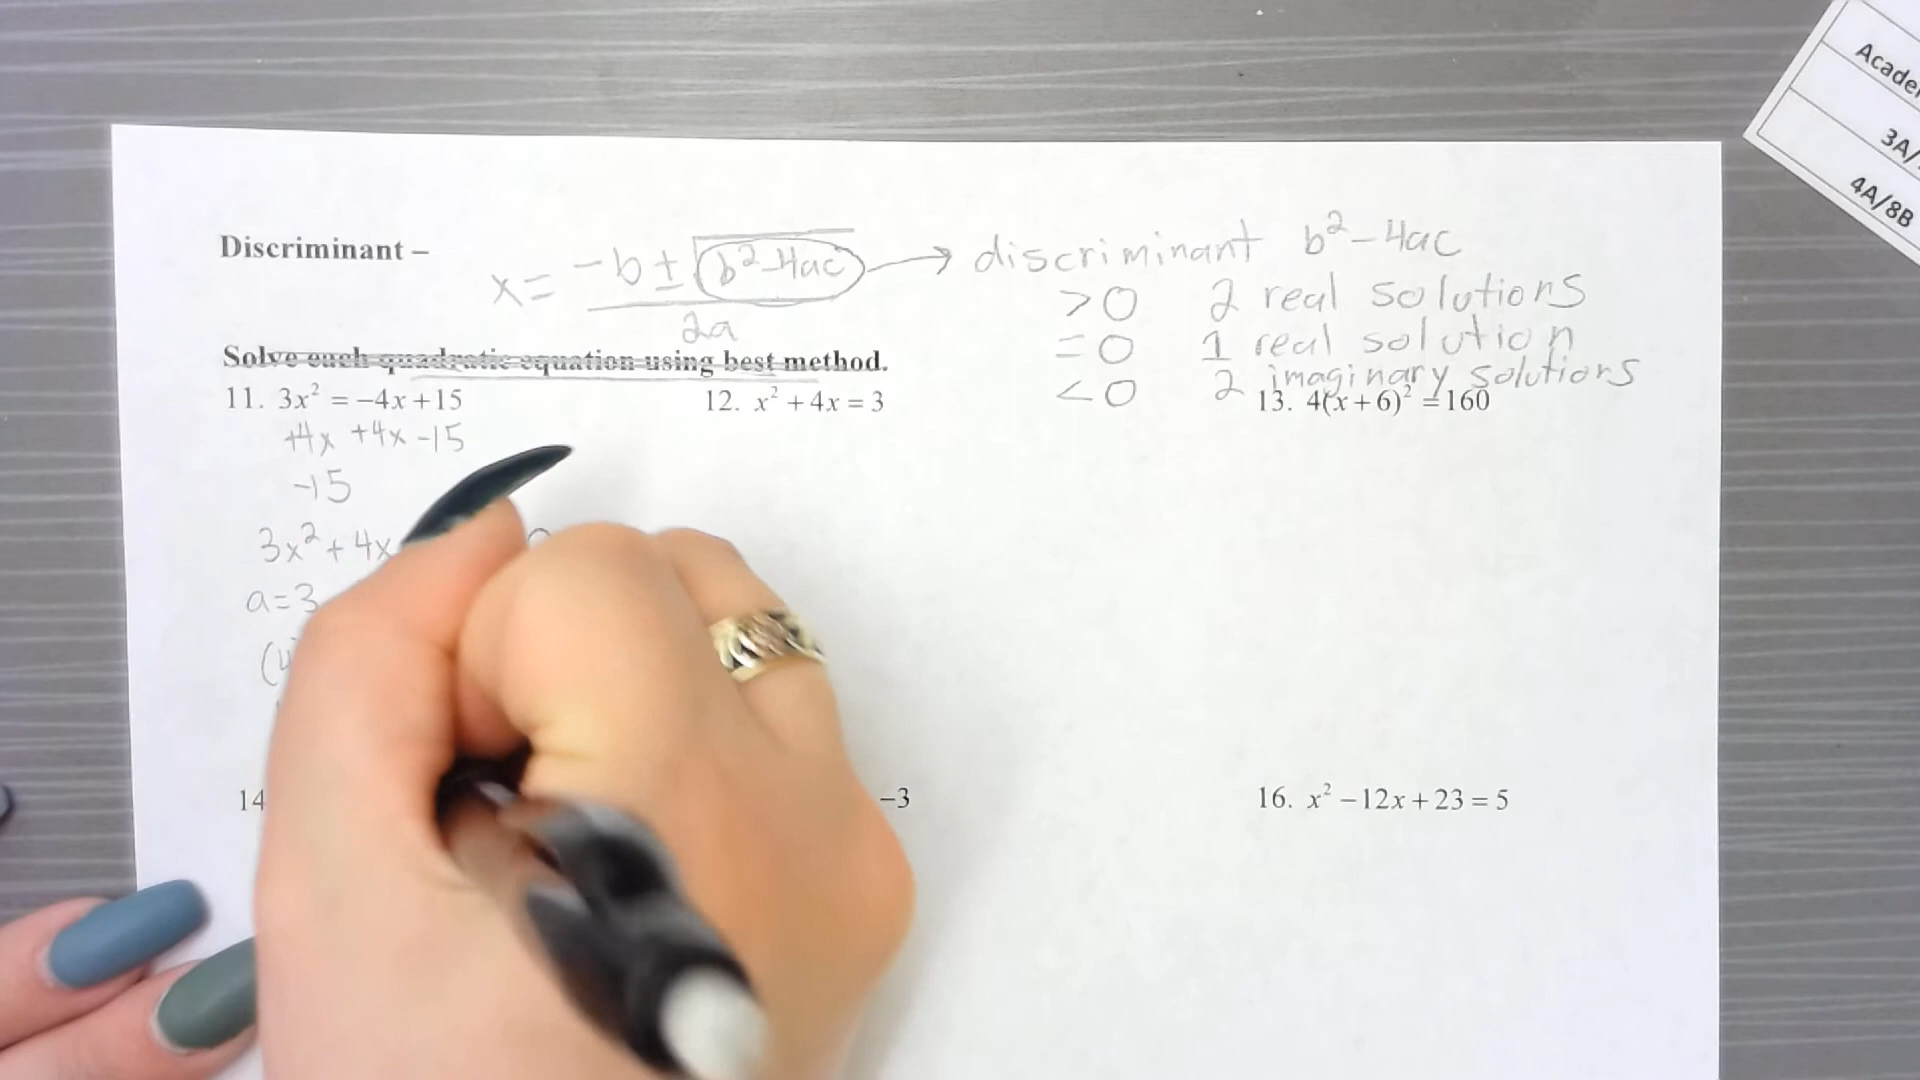 Acade
3A/
4A/8B
Discriminant –
x = -b ± √b² - 4ac / 2a → discriminant b² - 4ac
> 0 2 real solutions
= 0 1 real solution
< 0 2 imaginary solutions
Solve each quadratic equation using best method.
11. 3x² = −4x + 15
12. x² + 4x = 3
13. 4(x + 6)² = 160
+4x +4x -15
-15
3x² + 4x
a = 3
(4
14
−3
16. x² − 12x + 23 = 5